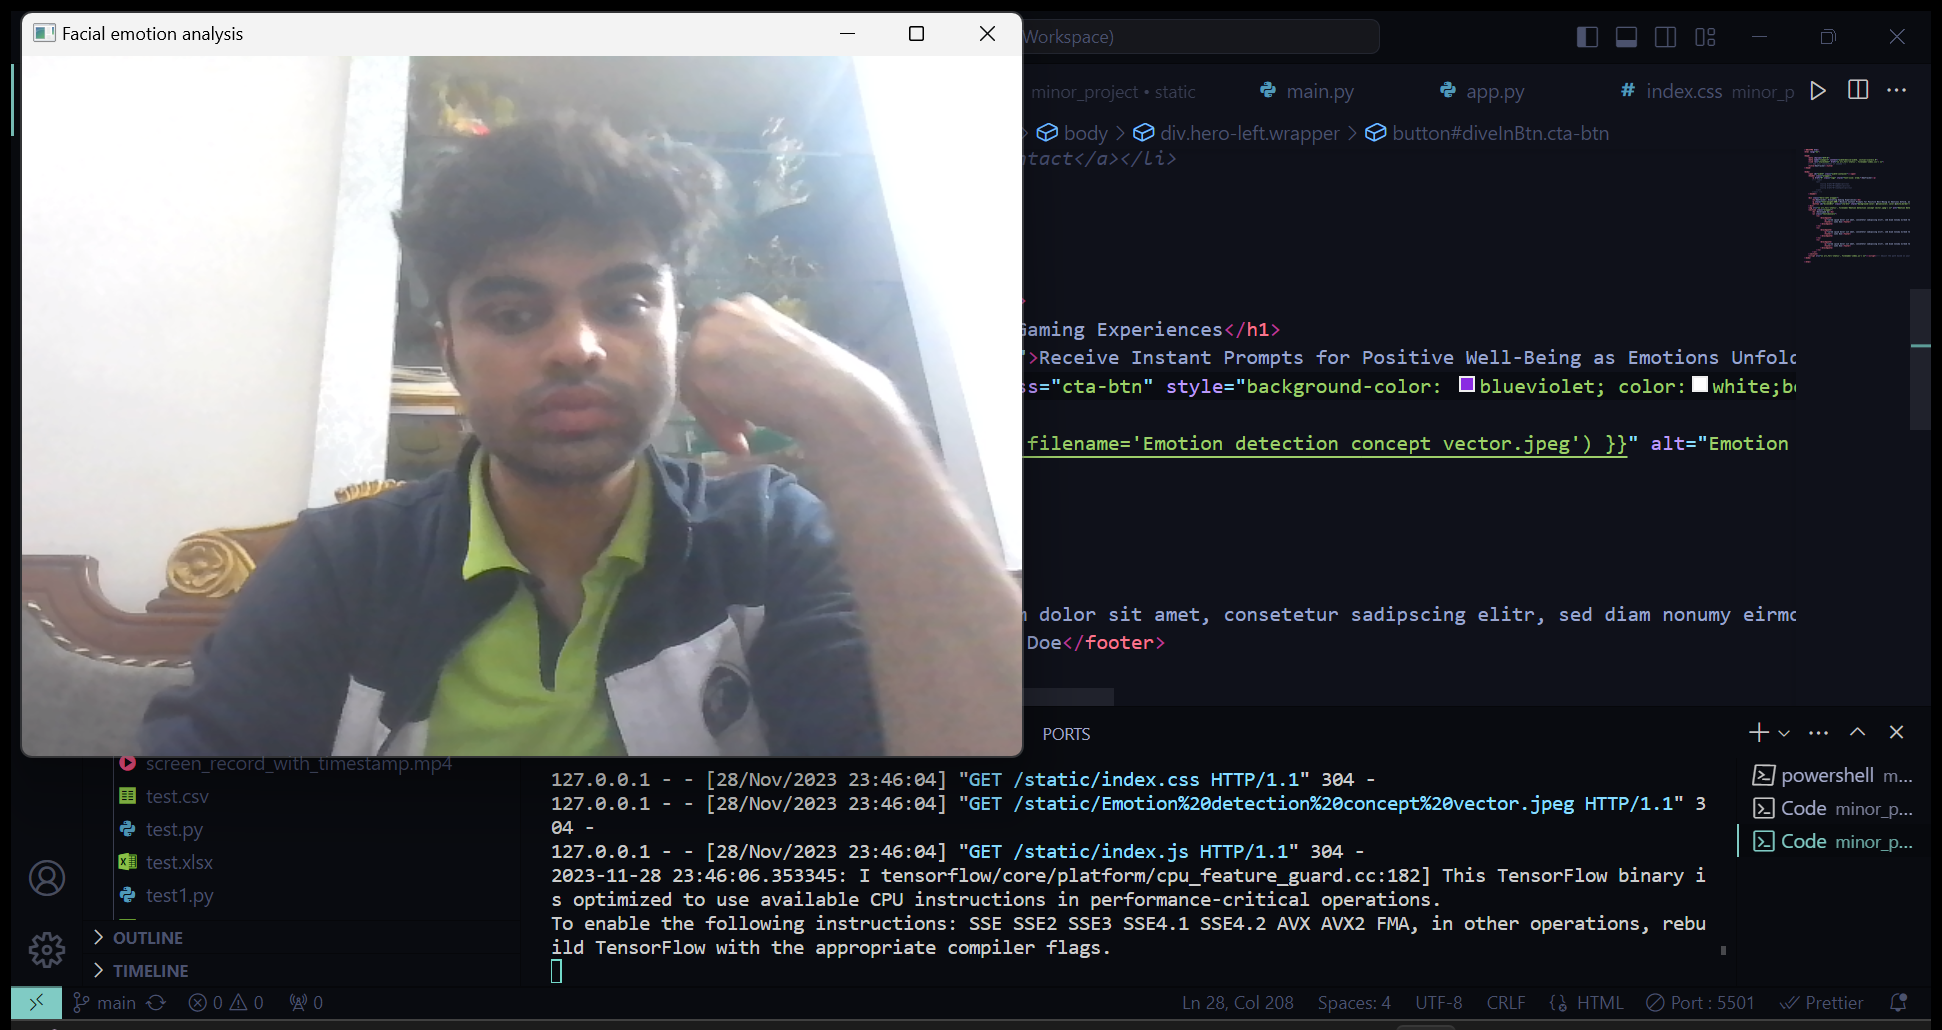 Facial emotion analysis
Workspace)
minor_project • static
main.py
app.py
# index.css minor_p
body > div.hero-left.wrapper > button#diveInBtn.cta-btn
ntact</a></li>
>
Gaming Experiences</h1>
">Receive Instant Prompts for Positive Well-Being as Emotions Unfol
ss="cta-btn" style="background-color: blueviolet; color: white;b
filename='Emotion detection concept vector.jpeg') }}" alt="Emotion
dolor sit amet, consetetur sadipscing elitr, sed diam nonumy eirm
Doe</footer>
PORTS
screen_record_with_timestamp.mp4
test.csv
test.py
test.xlsx
test1.py
OUTLINE
TIMELINE
127.0.0.1 - - [28/Nov/2023 23:46:04] "GET /static/index.css HTTP/1.1" 304 -
127.0.0.1 - - [28/Nov/2023 23:46:04] "GET /static/Emotion%20detection%20concept%20vector.jpeg HTTP/1.1" 3
04 -
127.0.0.1 - - [28/Nov/2023 23:46:04] "GET /static/index.js HTTP/1.1" 304 -
2023-11-28 23:46:06.353345: I tensorflow/core/platform/cpu_feature_guard.cc:182] This TensorFlow binary i
s optimized to use available CPU instructions in performance-critical operations.
To enable the following instructions: SSE SSE2 SSE3 SSE4.1 SSE4.2 AVX AVX2 FMA, in other operations, rebu
ild TensorFlow with the appropriate compiler flags.
powershell m...
Code minor_p...
Code minor_p...
main 0 0 0 Ln 28, Col 208 Spaces: 4 UTF-8 CRLF HTML Port : 5501 Prettier